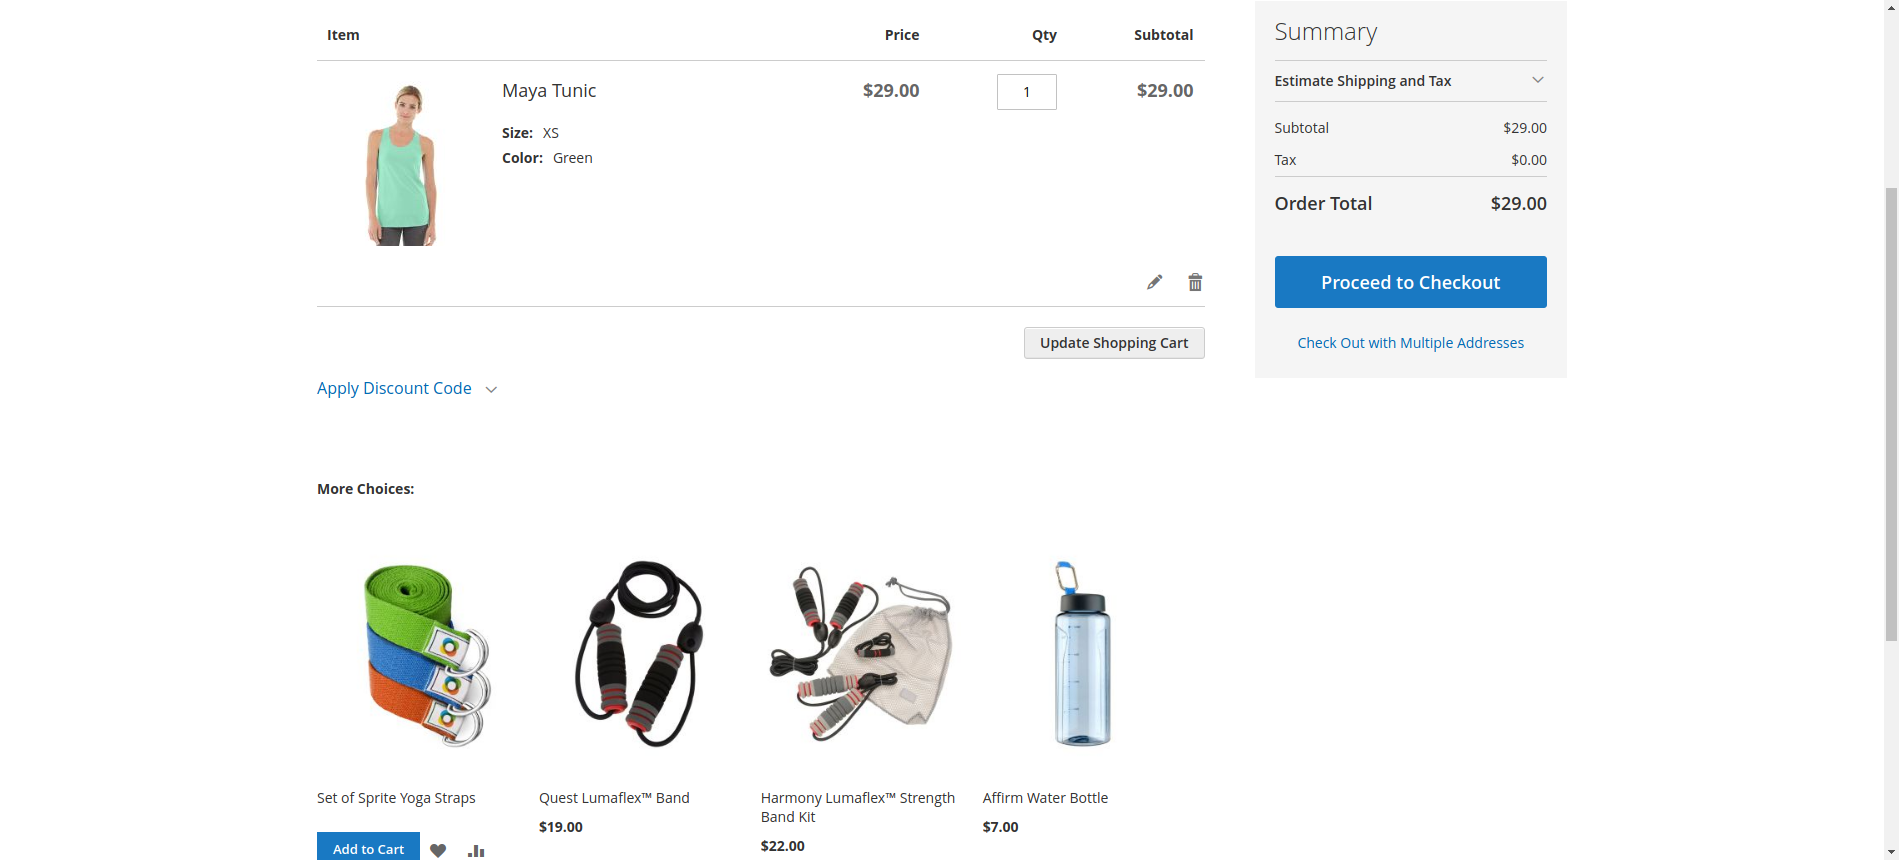 Item Price Qty Subtotal
Maya Tunic $29.00 1 $29.00
Size: XS
Color: Green
Update Shopping Cart
Apply Discount Code
Summary
Estimate Shipping and Tax
Subtotal $29.00
Tax $0.00
Order Total $29.00
Proceed to Checkout
Check Out with Multiple Addresses
More Choices:
Set of Sprite Yoga Straps
Add to Cart
Quest Lumaflex™ Band
$19.00
Harmony Lumaflex™ Strength
Band Kit
$22.00
Affirm Water Bottle
$7.00